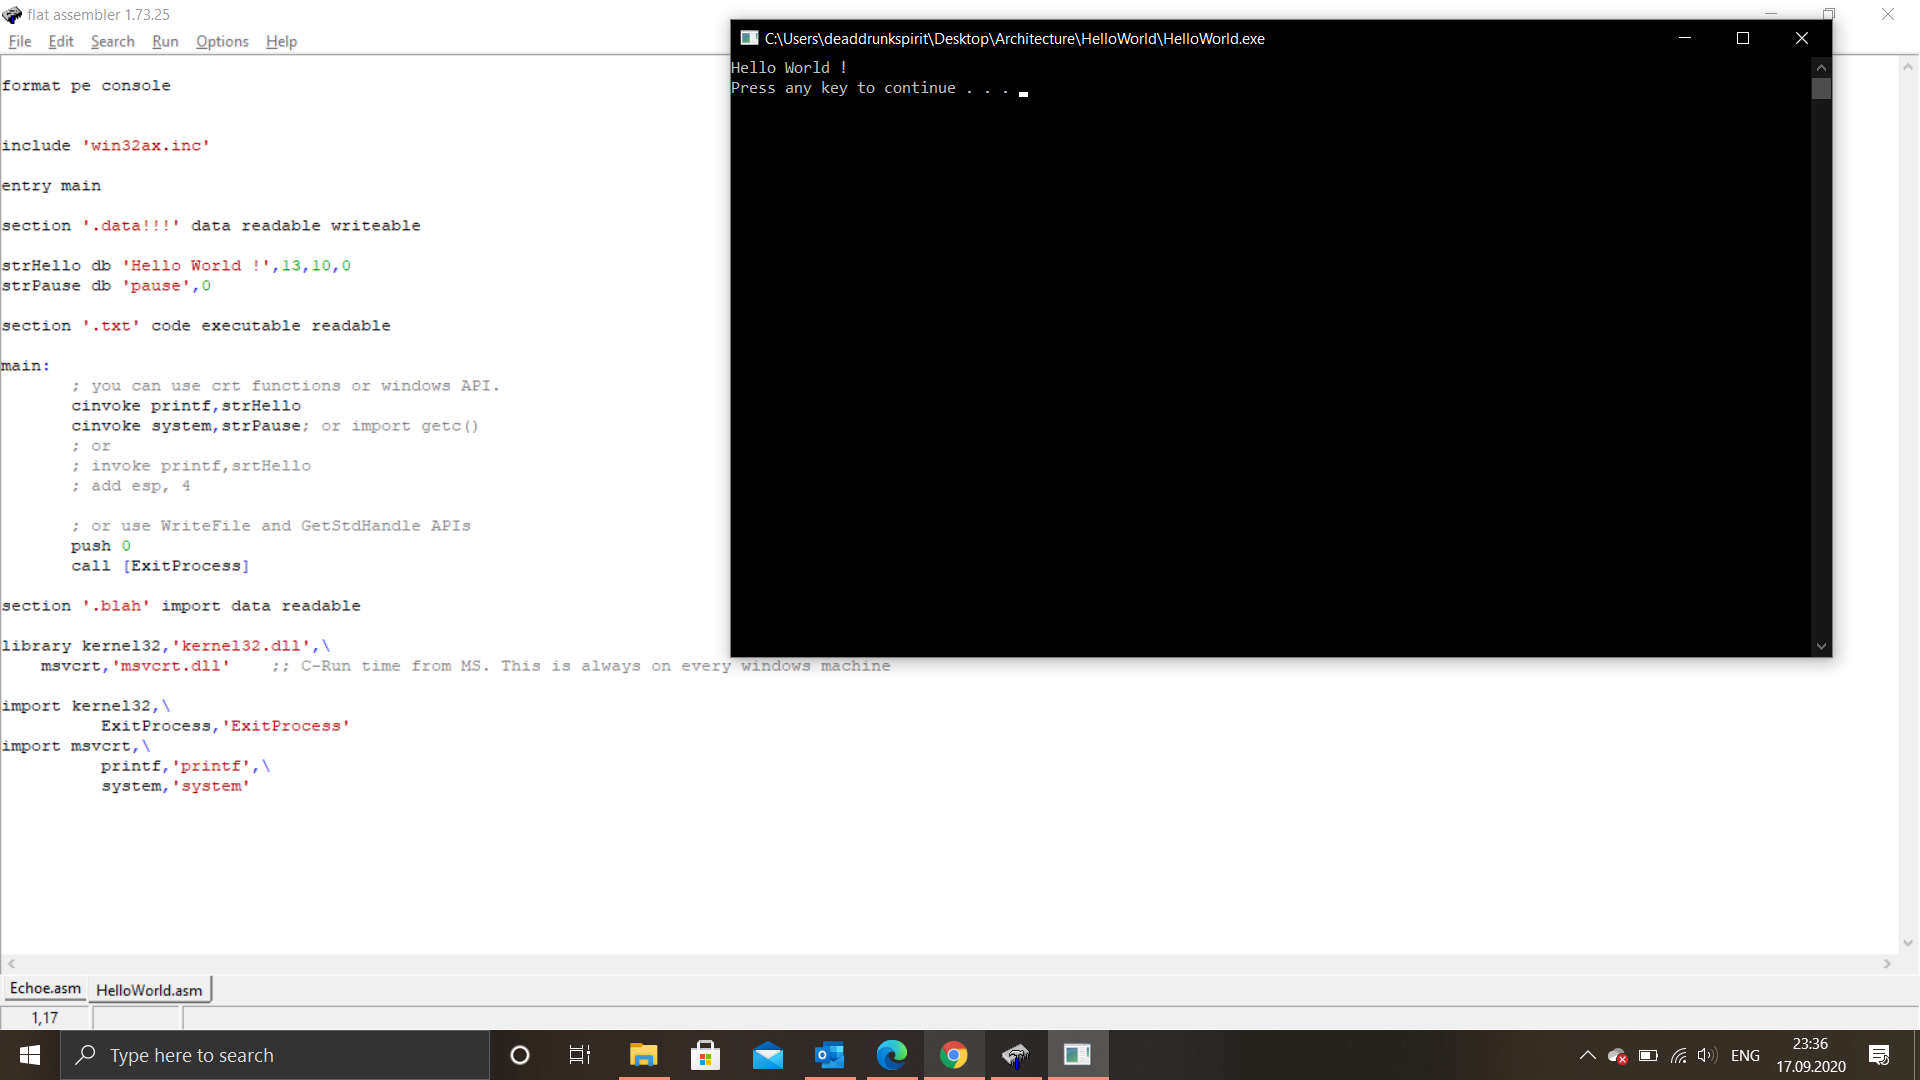 flat assembler 1.73.25
File Edit Search Run Options Help
format pe console
include 'win32ax.inc'
entry main
section '.data!!!' data readable writeable
strHello db 'Hello World !',13,10,0
strPause db 'pause',0
section '.txt' code executable readable
main:
; you can use crt functions or windows API.
cinvoke printf,strHello
cinvoke system,strPause; or import getc()
; or
; invoke printf,srtHello
; add esp, 4
; or use WriteFile and GetStdHandle APIs
push 0
call [ExitProcess]
section '.blah' import data readable
library kernel32,'kernel32.dll',\
msvcrt,'msvcrt.dll' ;; C-Run time from MS. This is always on every windows machine
import kernel32,\
ExitProcess,'ExitProcess'
import msvcrt,\
printf,'printf',\
system,'system'
C:\Users\deaddrunkspirit\Desktop\Architecture\HelloWorld\HelloWorld.exe
Hello World !
Press any key to continue . . .
Echoe.asm HelloWorld.asm
1,17
Type here to search
ENG
23:36
17.09.2020